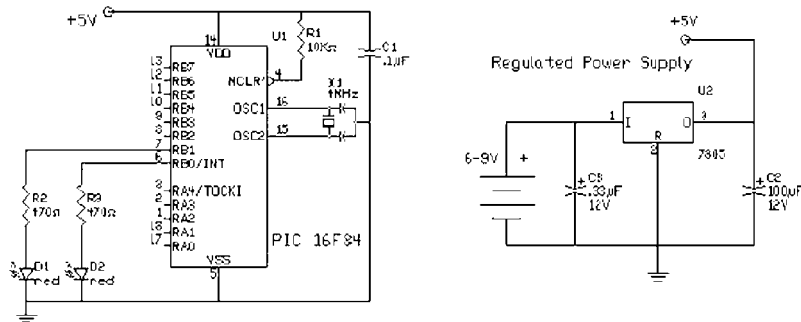 +5V
14
VDD
U1
R1
10KΩ
C1
.1µF
13 RB7
12 RB6
11 RB5
10 RB4
9 RB3
8 RB2
7 RB1
6 RB0/INT
3 RA4/TOCKI
2 RA3
1 RA2
18 RA1
17 RA0
MCLR'
4
OSC1
16
OSC2
15
X1
4MHz
PIC 16F84
VSS
5
R2
470Ω
R3
470Ω
D1
red
D2
red
+5V
Regulated Power Supply
U2
1
I
O
3
R
2
7805
6-9V
+
+
C3
.33µF
12V
+
C2
100µF
12V